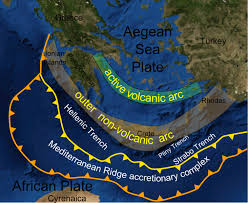 Greece
Aegean
Sea
Plate
Turkey
Ionian
Islands
active volcanic arc
outer non-volcanic arc
Rhodes
Crete
Hellenic Trench
Pliny Trench
Strabo Trench
Mediterranean Ridge accretionary complex
African Plate
Cyrenaica